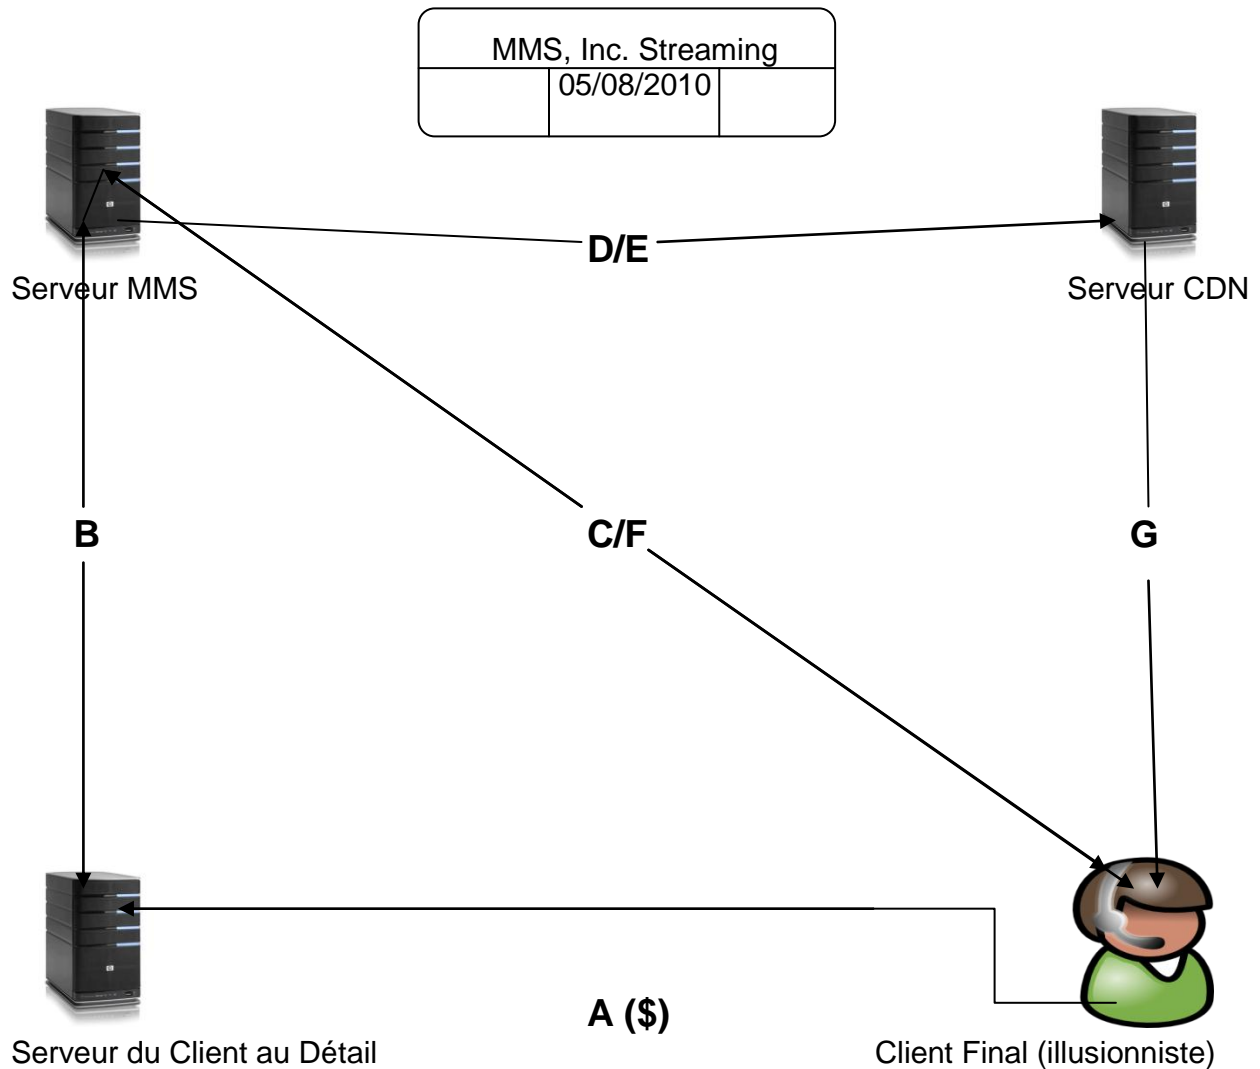 MMS, Inc. Streaming
05/08/2010
D/E
Serveur MMS
Serveur CDN
B
C/F
G
A ($)
Serveur du Client au Détail
Client Final (illusionniste)